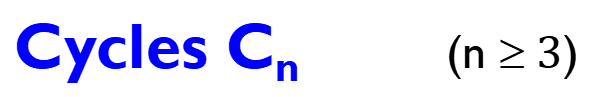 Cycles Cₙ (n ≥ 3)